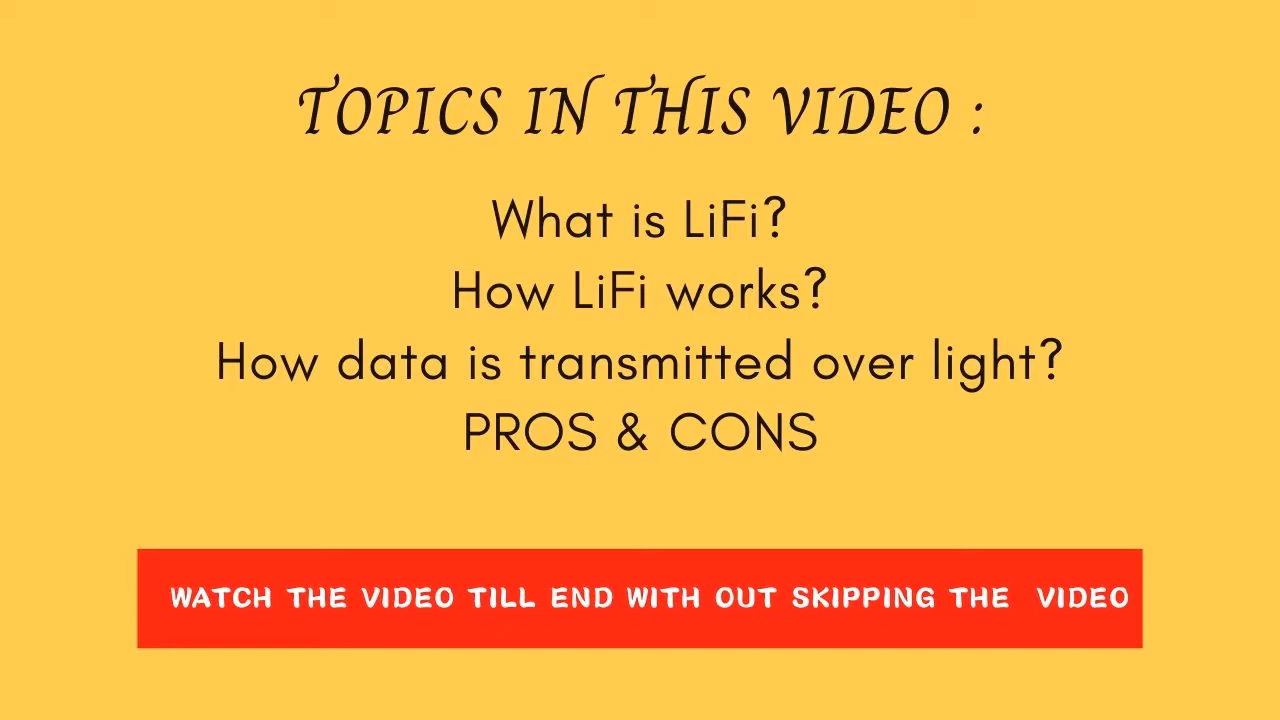 TOPICS IN THIS VIDEO :
What is LiFi?
How LiFi works?
How data is transmitted over light?
PROS & CONS
WATCH THE VIDEO TILL END WITH OUT SKIPPING THE VIDEO